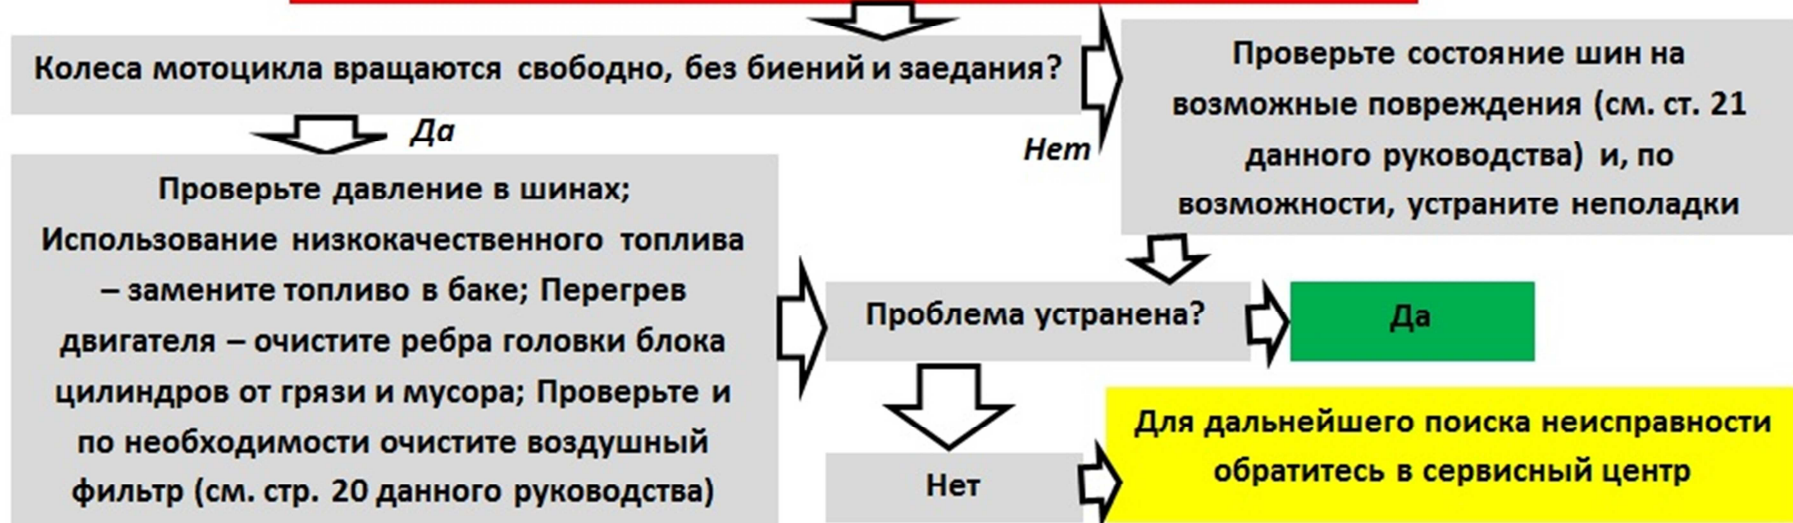 Колеса мотоцикла вращаются свободно, без биений и заедания?
Да
Нет
Проверьте состояние шин на
возможные повреждения (см. ст. 21
данного руководства) и, по
возможности, устраните неполадки
Проверьте давление в шинах;
Использование низкокачественного топлива
– замените топливо в баке; Перегрев
двигателя – очистите ребра головки блока
цилиндров от грязи и мусора; Проверьте и
по необходимости очистите воздушный
фильтр (см. стр. 20 данного руководства)
Проблема устранена?
Да
Нет
Для дальнейшего поиска неисправности
обратитесь в сервисный центр